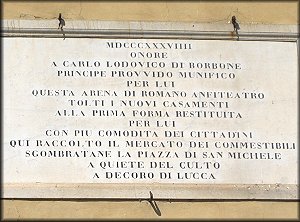 MDCCCXXXVIIII
ONORE
A CARLO LODOVICO DI BORBONE
PRINCIPE PROVVIDO MUNIFICO
PER LUI
QUESTA ARENA DI ROMANO ANFITEATRO
TOLTI I NUOVI CASAMENTI
ALLA PRIMA FORMA RESTITUITA
PER LUI
CON PIU COMODITA DEI CITTADINI
QUI RACCOLTO IL MERCATO DEI COMMESTIBILI
SGOMBRATANE LA PIAZZA DI SAN MICHELE
A QUIETE DEL CULTO
A DECORO DI LUCCA